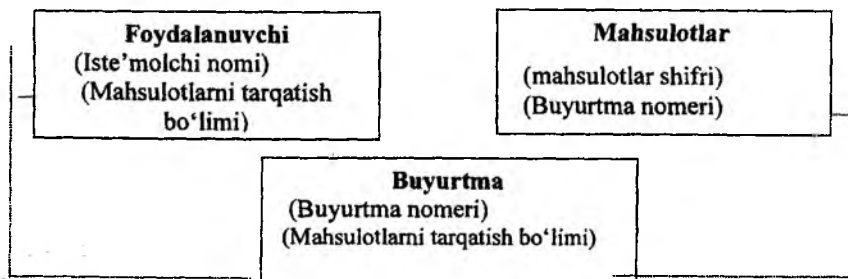 Foydalanuvchi
(Iste’molchi nomi)
(Mahsulotlarni tarqatish
bo‘limi)
Mahsulotlar
(mahsulotlar shifri)
(Buyurtma nomeri)
Buyurtma
(Buyurtma nomeri)
(Mahsulotlarni tarqatish bo‘limi)